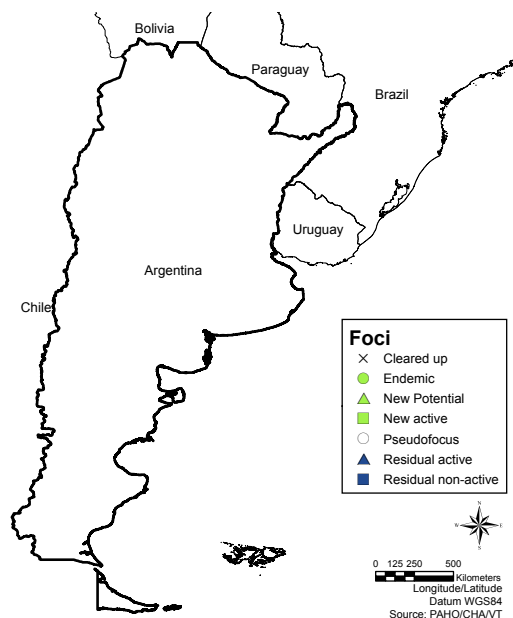 Bolivia
Paraguay
Brazil
Uruguay
Argentina
Chile
Foci
Cleared up
Endemic
New Potential
New active
Pseudofocus
Residual active
Residual non-active
N
W E
S
0 125 250 500
Kilometers
Longitude/Latitude
Datum WGS84
Source: PAHO/CHA/VT